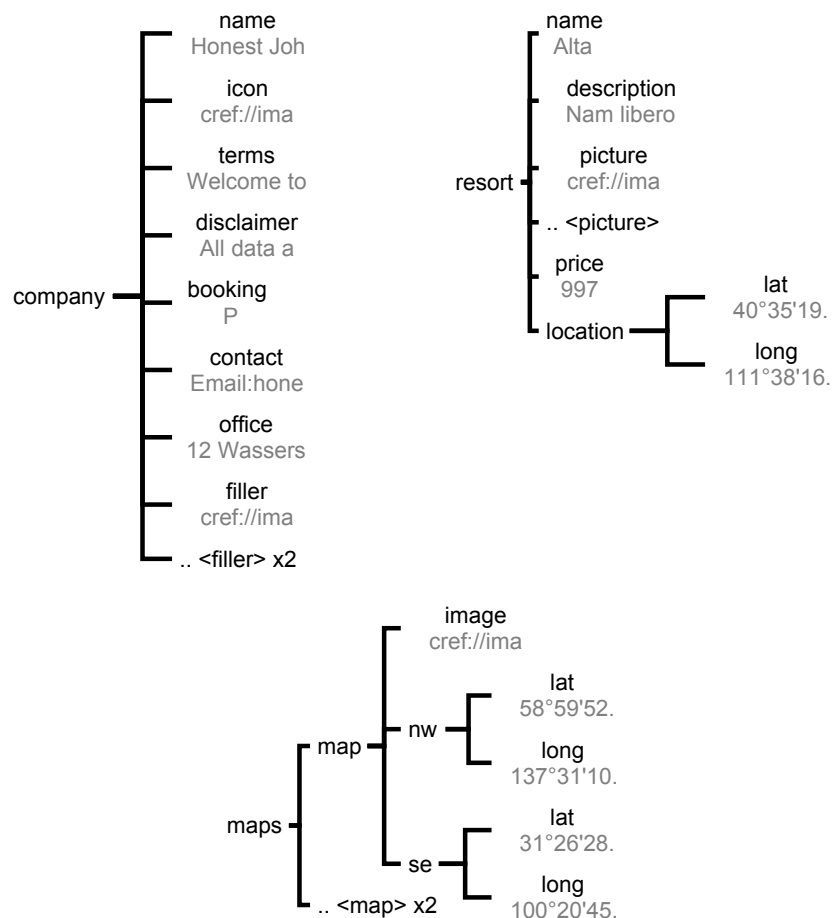 name
Honest Joh
icon
cref://ima
terms
Welcome to
disclaimer
All data a
company
booking
P
contact
Email:hone
office
12 Wassers
filler
cref://ima
.. <filler> x2
name
Alta
description
Nam libero
picture
cref://ima
resort
.. <picture>
price
997
location
lat
40°35'19.
long
111°38'16.
image
cref://ima
lat
58°59'52.
nw
long
137°31'10.
map
maps
lat
31°26'28.
se
long
100°20'45.
.. <map> x2